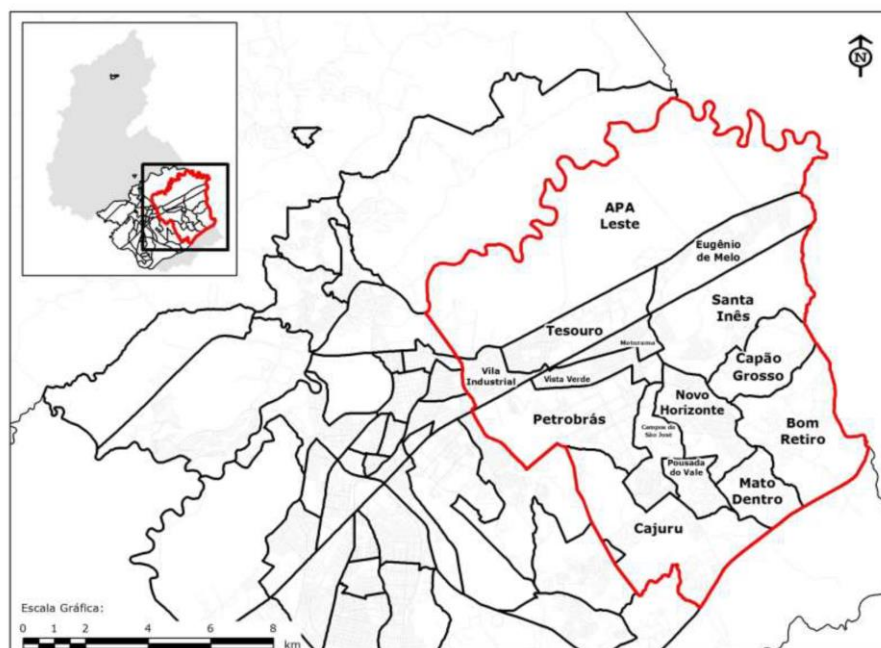 N
APA
Leste
Eugênio
de Melo
Santa
Inês
Tesouro
Motorama
Capão
Grosso
Vila
Industrial
Vista Verde
Novo
Horizonte
Petrobrás
Bom
Retiro
Campos de
São José
Pousada
do Vale
Mato
Dentro
Cajuru
Escala Gráfica:
0 1 2 4 6 8
km